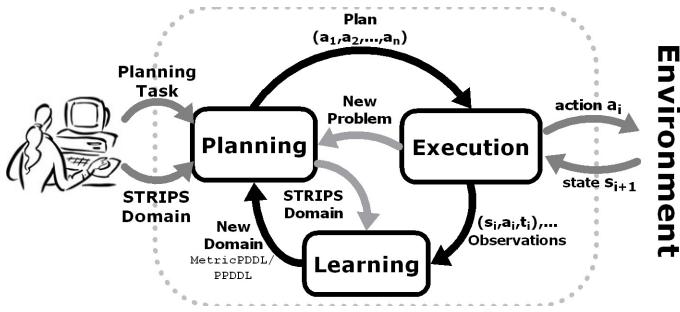 Plan
(a1,a2,...,an)
Planning
Task
New
Problem
action ai
Environment
Planning
Execution
STRIPS
Domain
STRIPS
Domain
state si+1
New
Domain
MetricPDDL/
PPDDL
(si,ai,ti),...
Observations
Learning